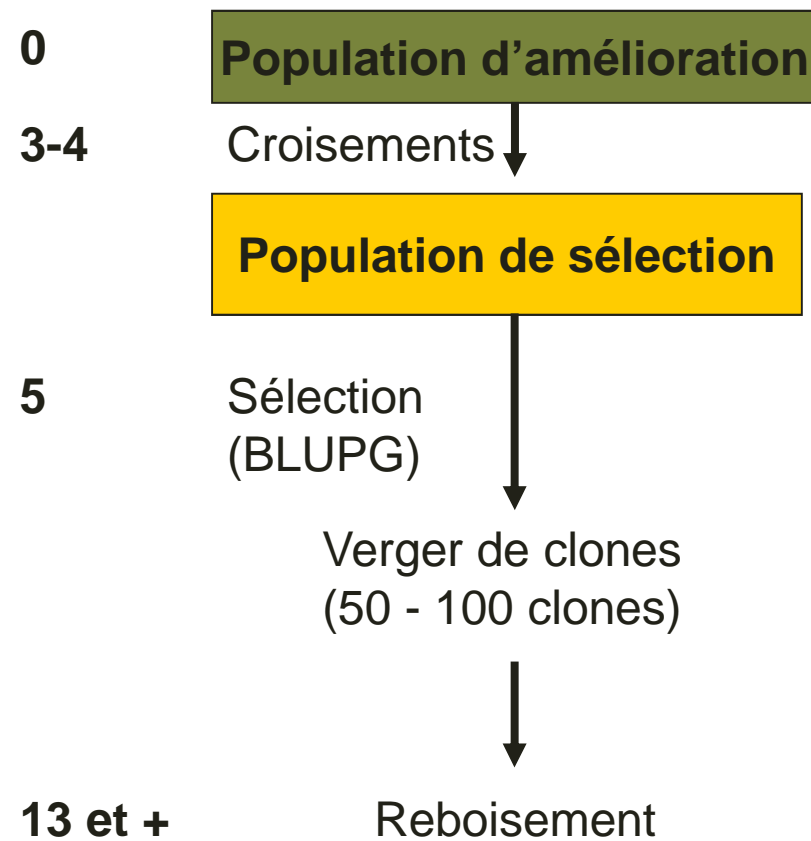 0 Population d’amélioration
3-4 Croisements
Population de sélection
5 Sélection
(BLUPG)
Verger de clones
(50 - 100 clones)
13 et + Reboisement